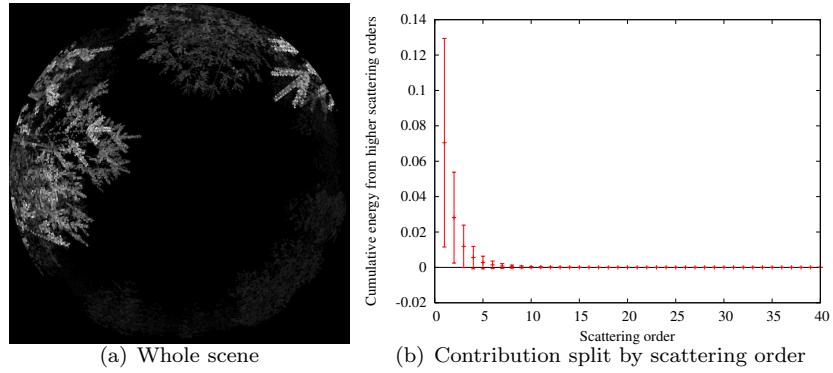 0.14
0.12
0.1
0.08
0.06
0.04
0.02
0
-0.02
Cumulative energy from higher scattering orders
0 5 10 15 20 25 30 35 40
Scattering order
(a) Whole scene
(b) Contribution split by scattering order